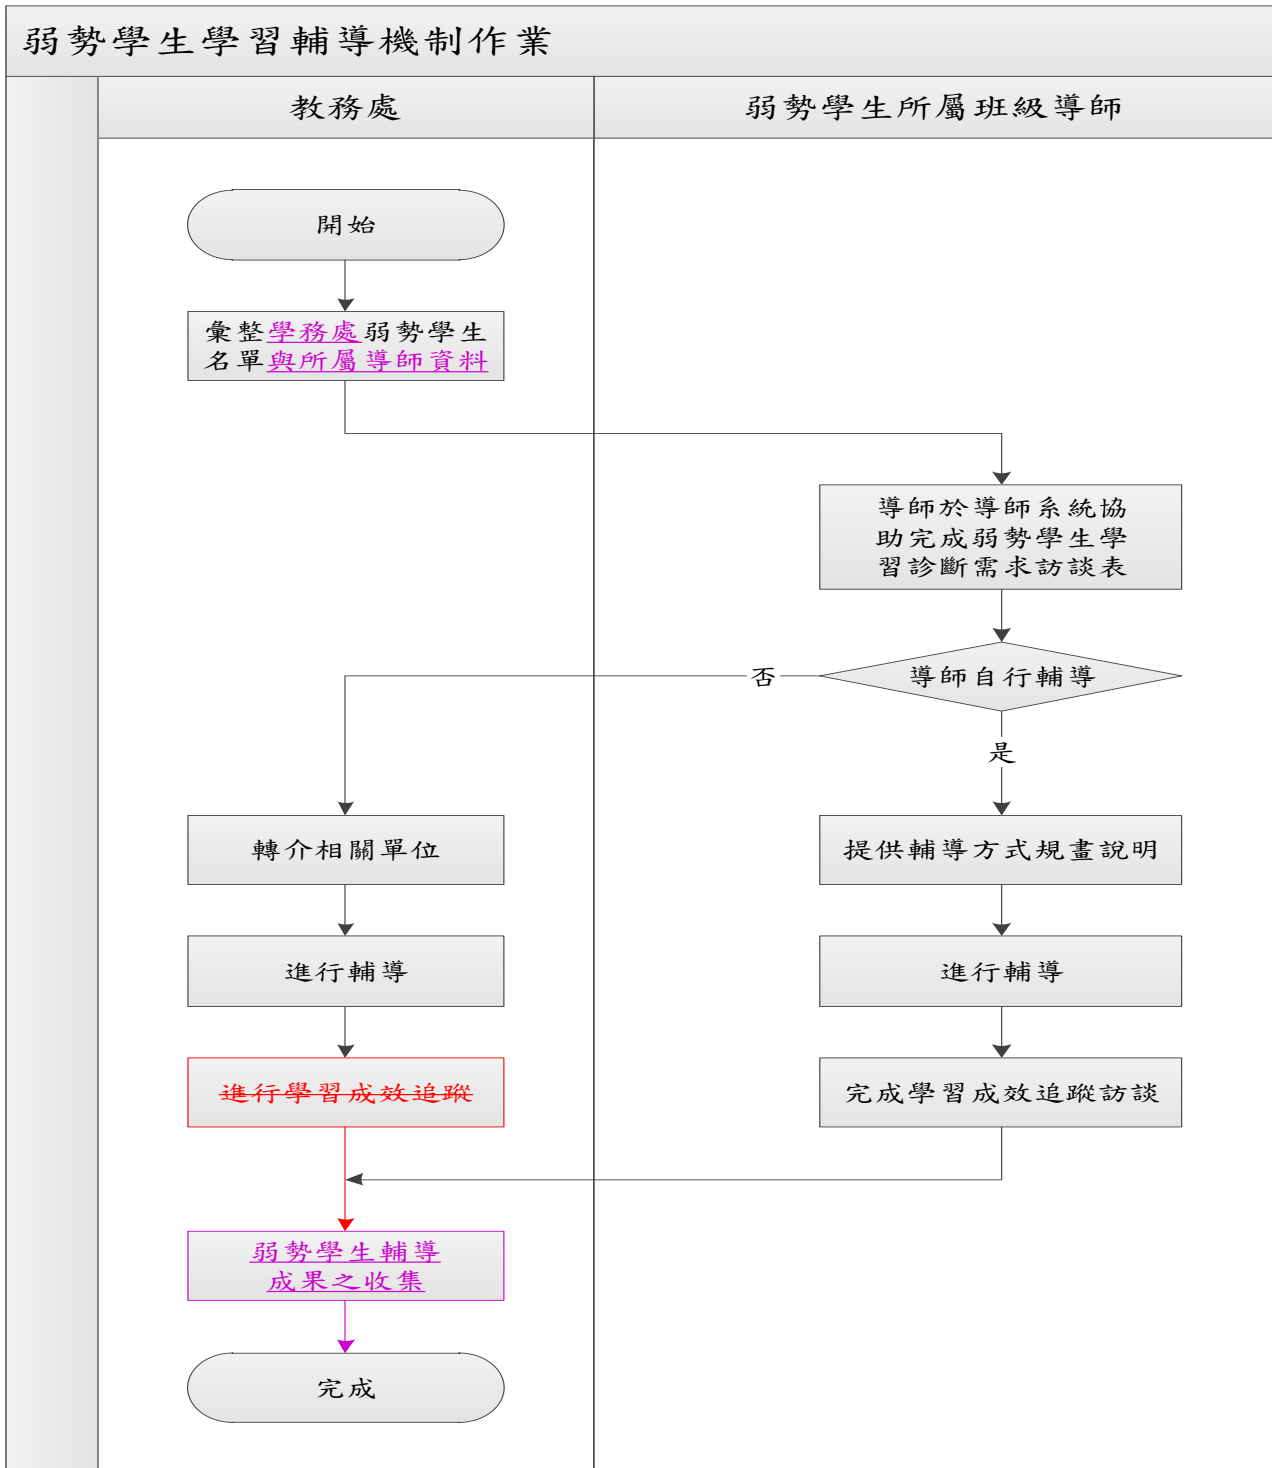 弱勢學生學習輔導機制作業
教務處
弱勢學生所屬班級導師
開始
彙整學務處弱勢學生
名單與所屬導師資料
導師於導師系統協
助完成弱勢學生學
習診斷需求訪談表
導師自行輔導
否
是
轉介相關單位
提供輔導方式規畫說明
進行輔導
進行輔導
進行學習成效追蹤
完成學習成效追蹤訪談
弱勢學生輔導
成果之收集
完成